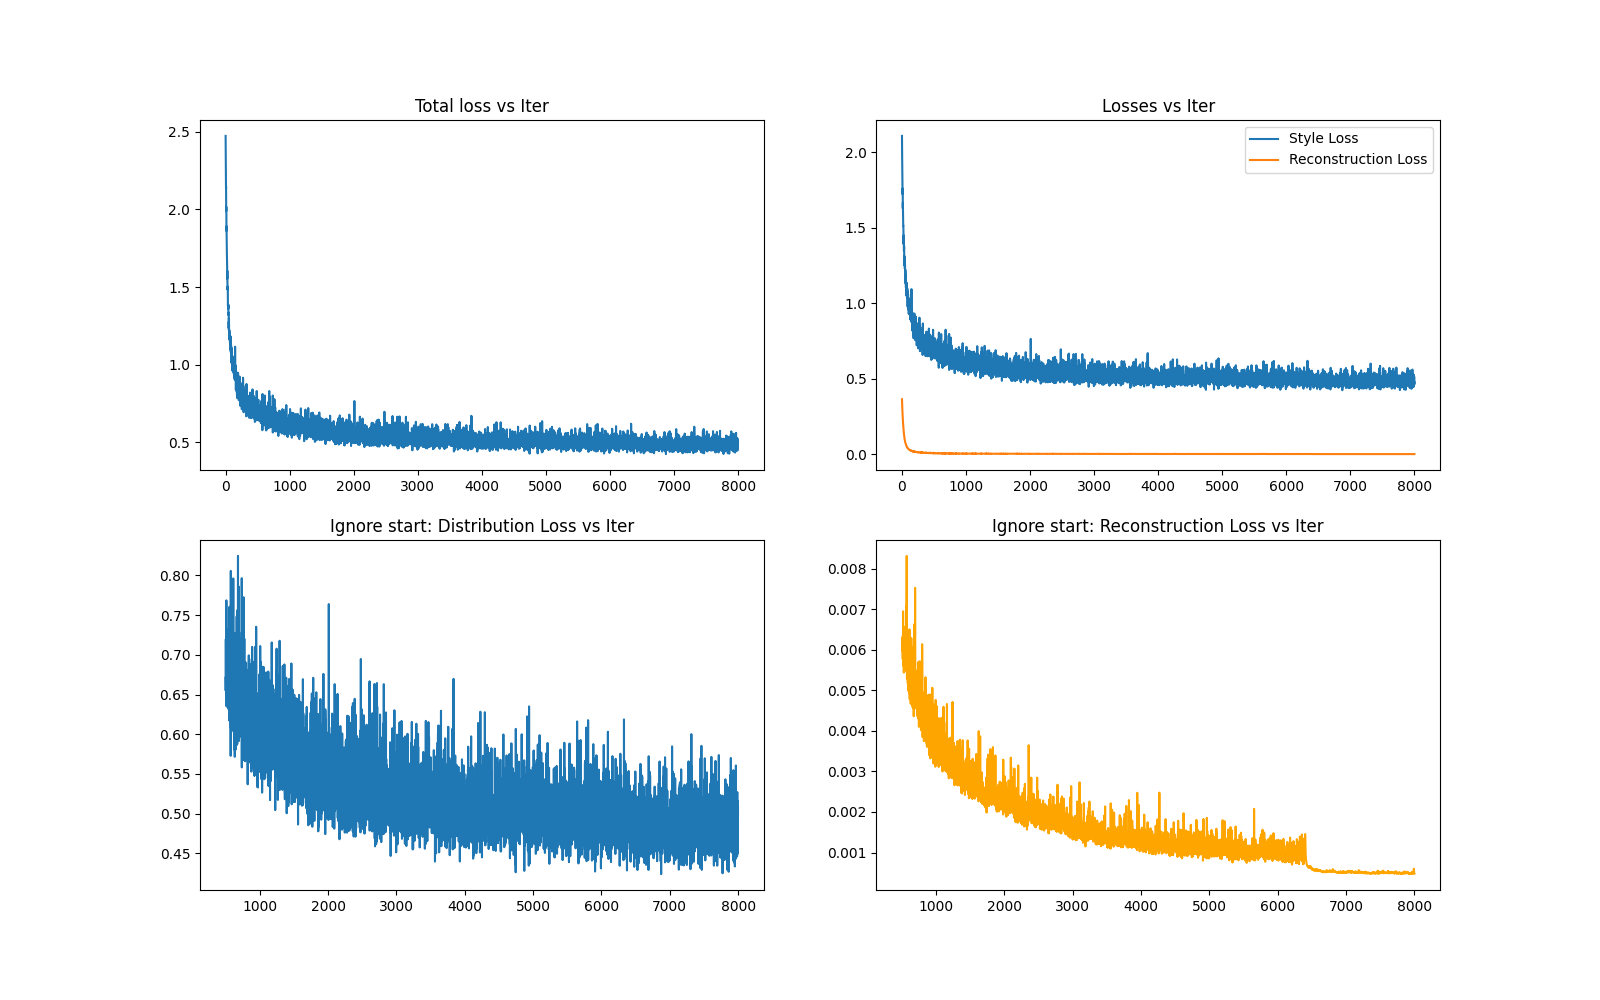 Total loss vs Iter
2.5
2.0
1.5
1.0
0.5
0 1000 2000 3000 4000 5000 6000 7000 8000
Losses vs Iter
Style Loss
Reconstruction Loss
2.0
1.5
1.0
0.5
0.0
0 1000 2000 3000 4000 5000 6000 7000 8000
Ignore start: Distribution Loss vs Iter
0.80
0.75
0.70
0.65
0.60
0.55
0.50
0.45
1000 2000 3000 4000 5000 6000 7000 8000
Ignore start: Reconstruction Loss vs Iter
0.008
0.007
0.006
0.005
0.004
0.003
0.002
0.001
1000 2000 3000 4000 5000 6000 7000 8000